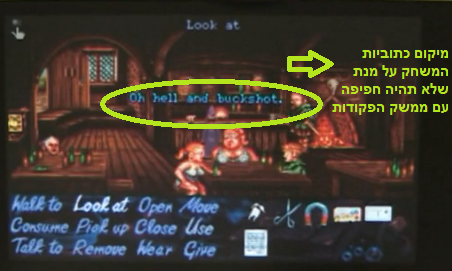 Look at
מיקום כתוביות
המשחק על מנת
שלא תהיה חפיפה
עם ממשק הפקודות
Oh hell and buckshot.
Walk to Look at Open Move
Consume Pick up Close Use
Talk to Remove Wear Give